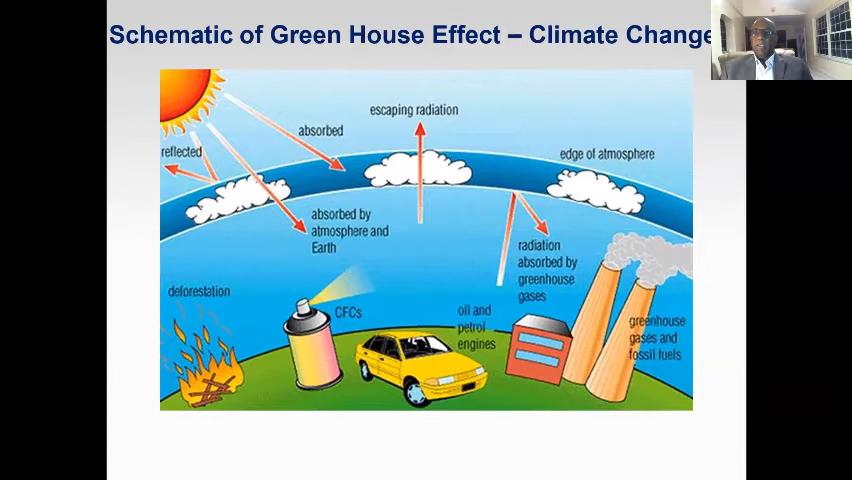 Schematic of Green House Effect – Climate Change
escaping radiation
absorbed
reflected
edge of atmosphere
absorbed by
atmosphere and
Earth
radiation
absorbed by
greenhouse
gases
deforestation
CFCs
oil and
petrol
engines
greenhouse
gases and
fossil fuels